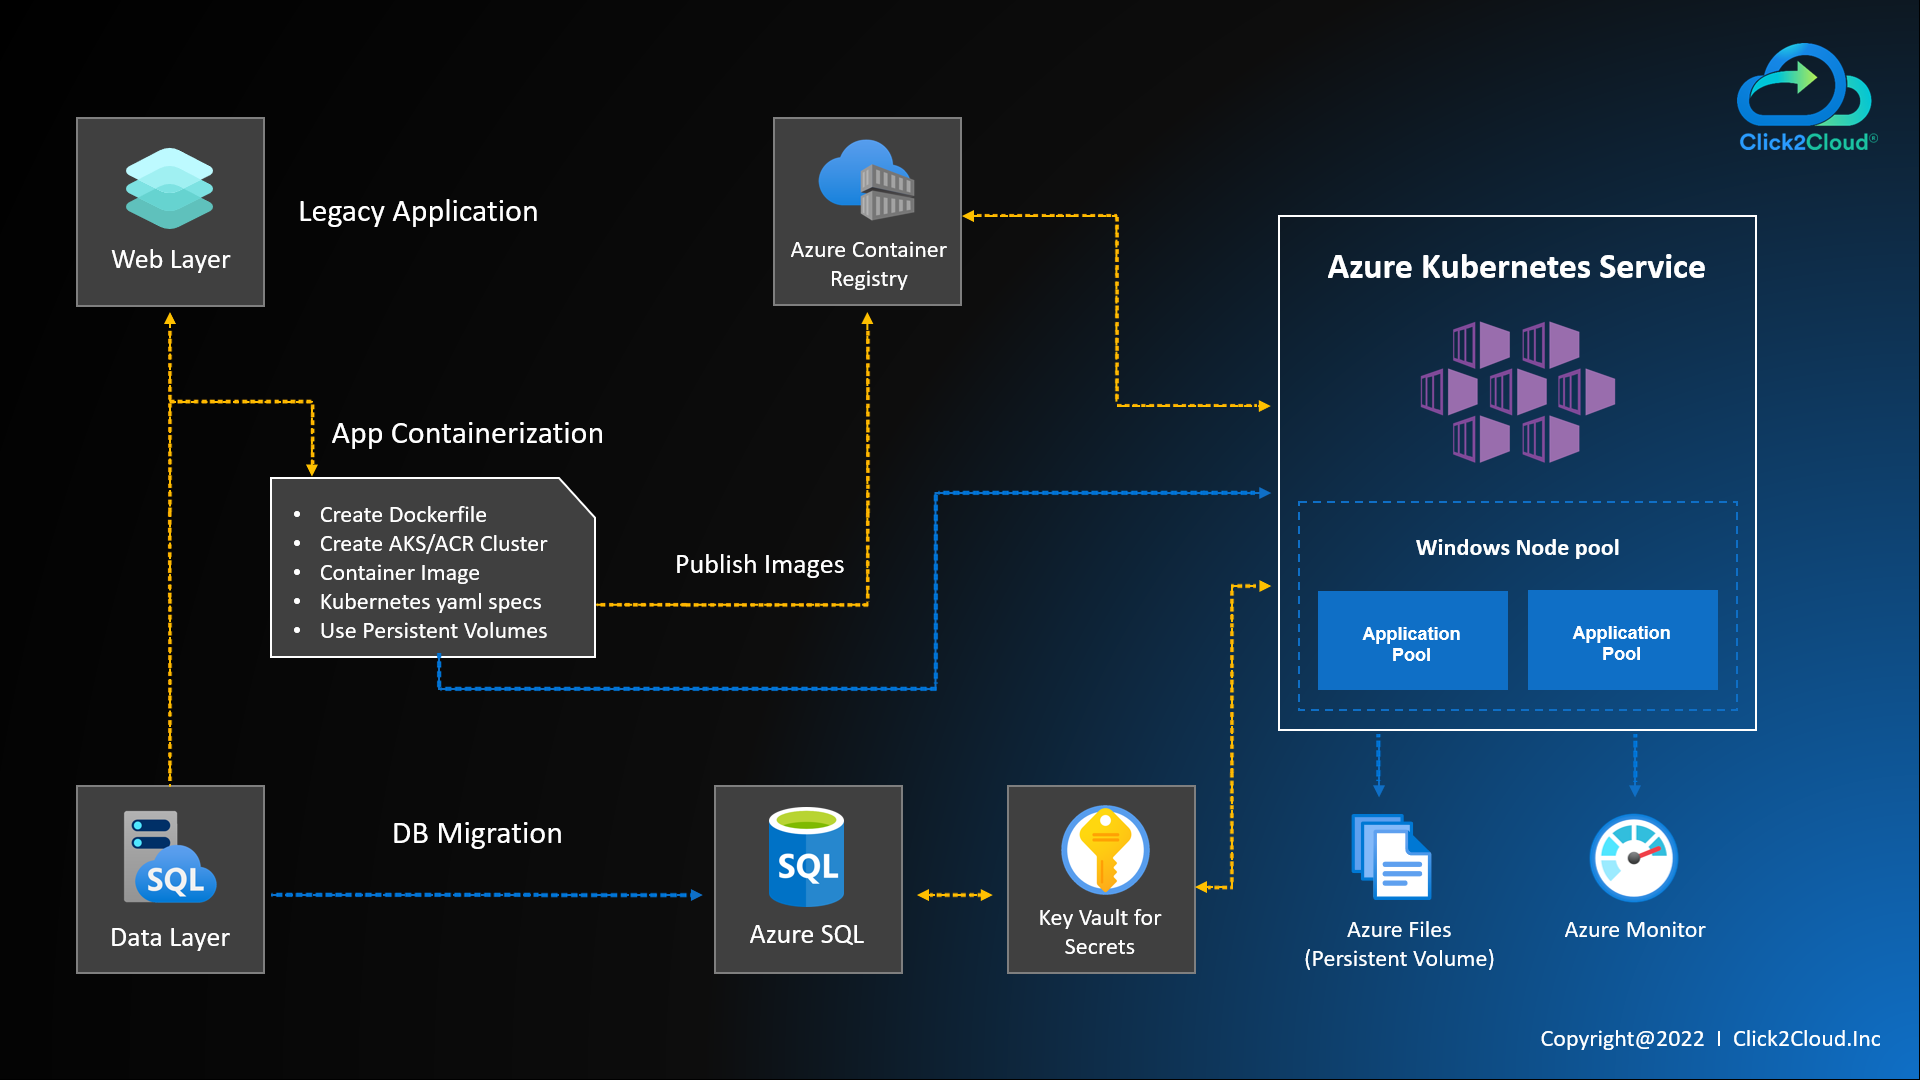 Click2Cloud®
Web Layer
Legacy Application
Azure Container
Registry
Azure Kubernetes Service
App Containerization
• Create Dockerfile
• Create AKS/ACR Cluster
• Container Image
• Kubernetes yaml specs
• Use Persistent Volumes
Publish Images
Windows Node pool
Application
Pool
Application
Pool
SQL
Data Layer
DB Migration
SQL
Azure SQL
Key Vault for
Secrets
Azure Files
(Persistent Volume)
Azure Monitor
Copyright@2022 I Click2Cloud.Inc